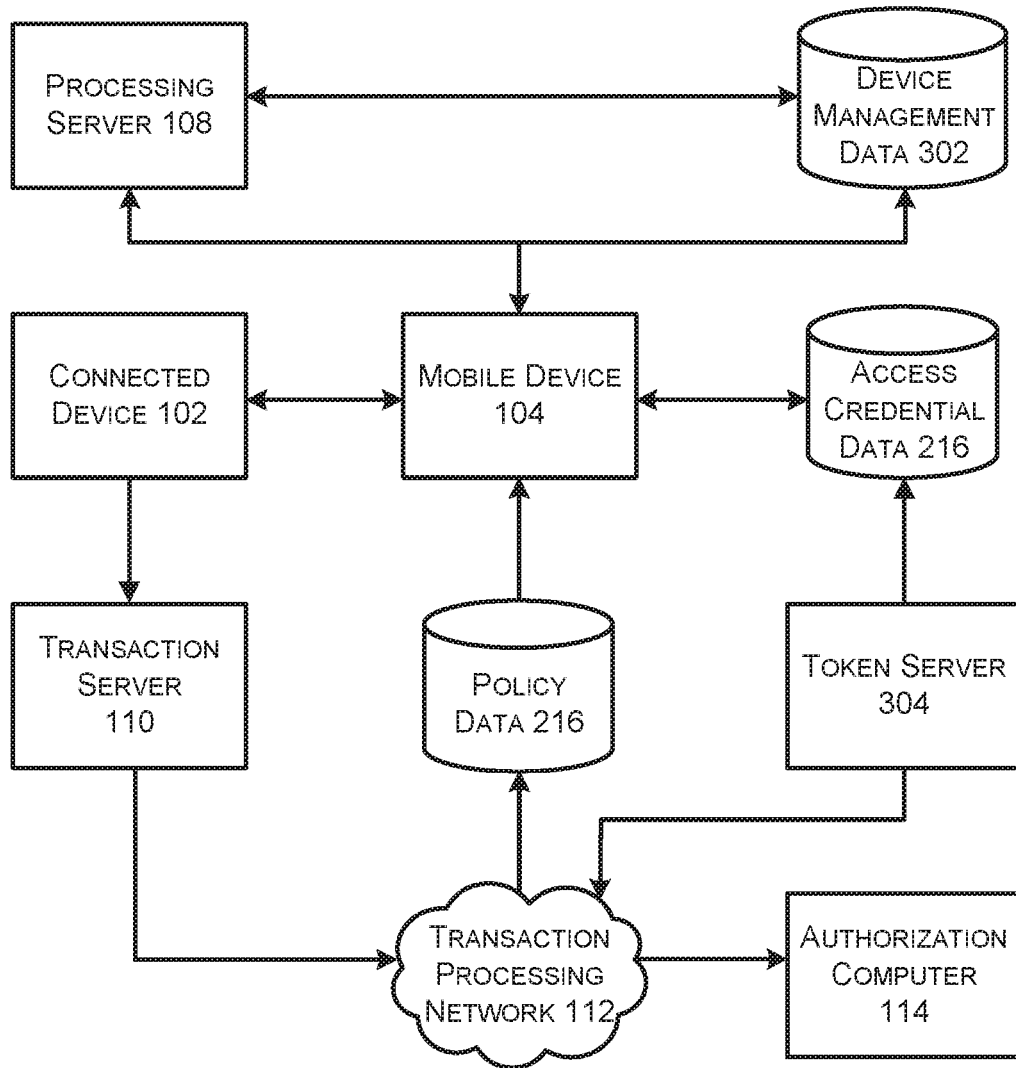 PROCESSING
SERVER 108
DEVICE
MANAGEMENT
DATA 302
CONNECTED
DEVICE 102
MOBILE DEVICE
104
ACCESS
CREDENTIAL
DATA 216
TRANSACTION
SERVER
110
POLICY
DATA 216
TOKEN SERVER
304
TRANSACTION
PROCESSING
NETWORK 112
AUTHORIZATION
COMPUTER
114